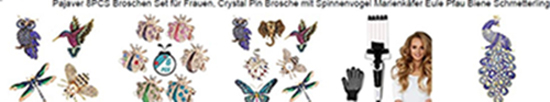 Pajaver 8PCS Broschen Set für Frauen, Crystal Pin Brosche mit Spinnenvogel Marienkäfer Eule Pfau Biene Schmetterling